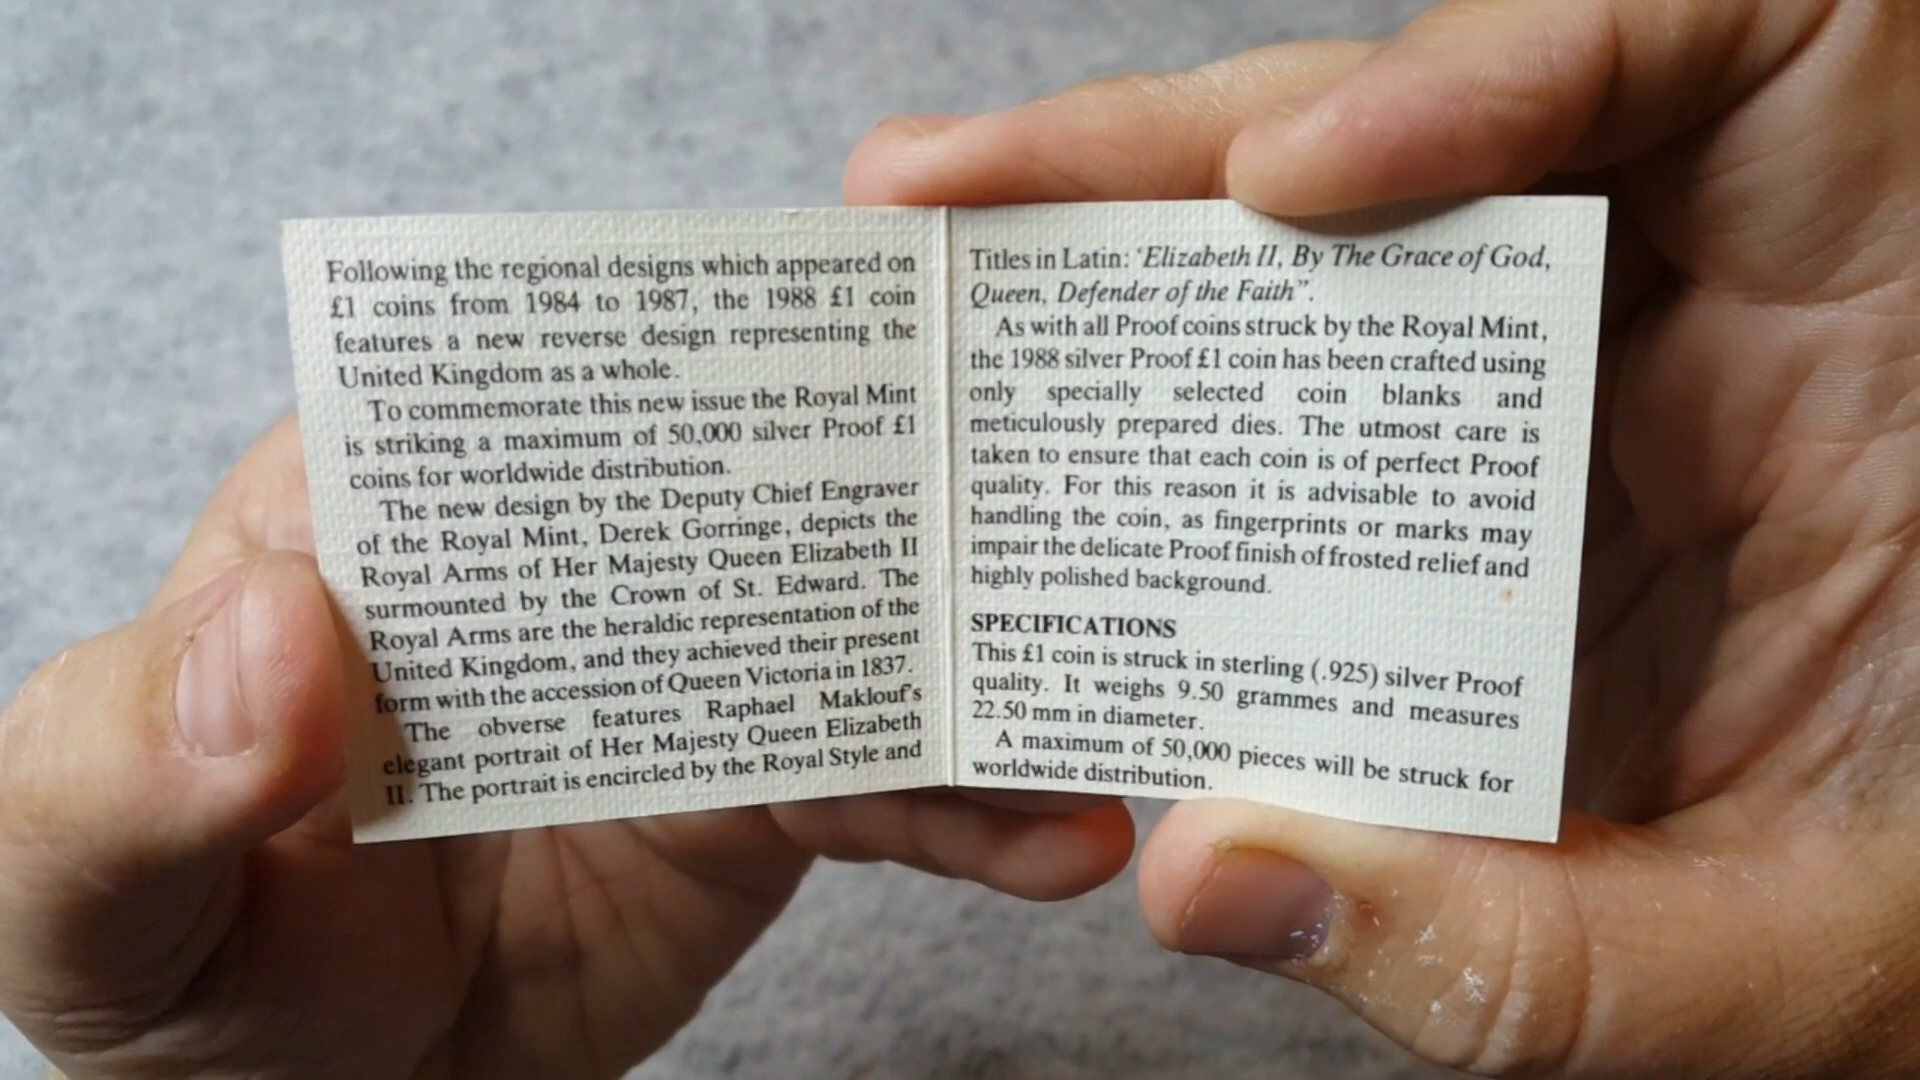 Following the regional designs which appeared on
£1 coins from 1984 to 1987, the 1988 £1 coin
features a new reverse design representing the
United Kingdom as a whole.
To commemorate this new issue the Royal Mint
is striking a maximum of 50,000 silver Proof £1
coins for worldwide distribution.
The new design by the Deputy Chief Engraver
of the Royal Mint, Derek Gorringe, depicts the
Royal Arms of Her Majesty Queen Elizabeth II
surmounted by the Crown of St. Edward. The
Royal Arms are the heraldic representation of the
United Kingdom, and they achieved their present
form with the accession of Queen Victoria in 1837.
The obverse features Raphael Maklouf's
elegant portrait of Her Majesty Queen Elizabeth
II. The portrait is encircled by the Royal Style and
Titles in Latin: 'Elizabeth II, By The Grace of God,
Queen, Defender of the Faith".
As with all Proof coins struck by the Royal Mint,
the 1988 silver Proof £1 coin has been crafted using
only specially selected coin blanks and
meticulously prepared dies. The utmost care is
taken to ensure that each coin is of perfect Proof
quality. For this reason it is advisable to avoid
handling the coin, as fingerprints or marks may
impair the delicate Proof finish of frosted relief and
highly polished background.
SPECIFICATIONS
This £1 coin is struck in sterling (.925) silver Proof
quality. It weighs 9.50 grammes and measures
22.50 mm in diameter.
A maximum of 50,000 pieces will be struck for
worldwide distribution.